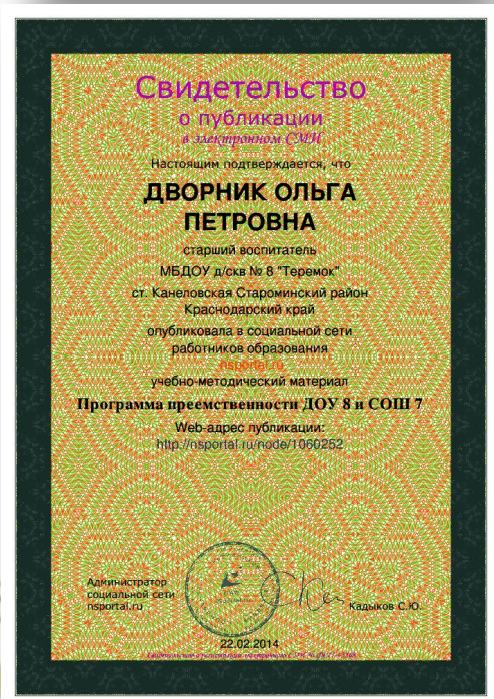 Свидетельство
о публикации
в электронном СМИ
Настоящим подтверждается, что
ДВОРНИК ОЛЬГА
ПЕТРОВНА
старший воспитатель
МБДОУ д/скв № 8 "Теремок"
ст. Канеловская Староминский район
Краснодарский край
опубликовала в социальной сети
работников образования
nsportal.ru
учебно-методический материал
Программа преемственности ДОУ 8 и СОШ 7
Web-адрес публикации:
http://nsportal.ru/node/1060252
Администратор
социальной сети
nsportal.ru
Кадыков С.Ю.
22.02.2014